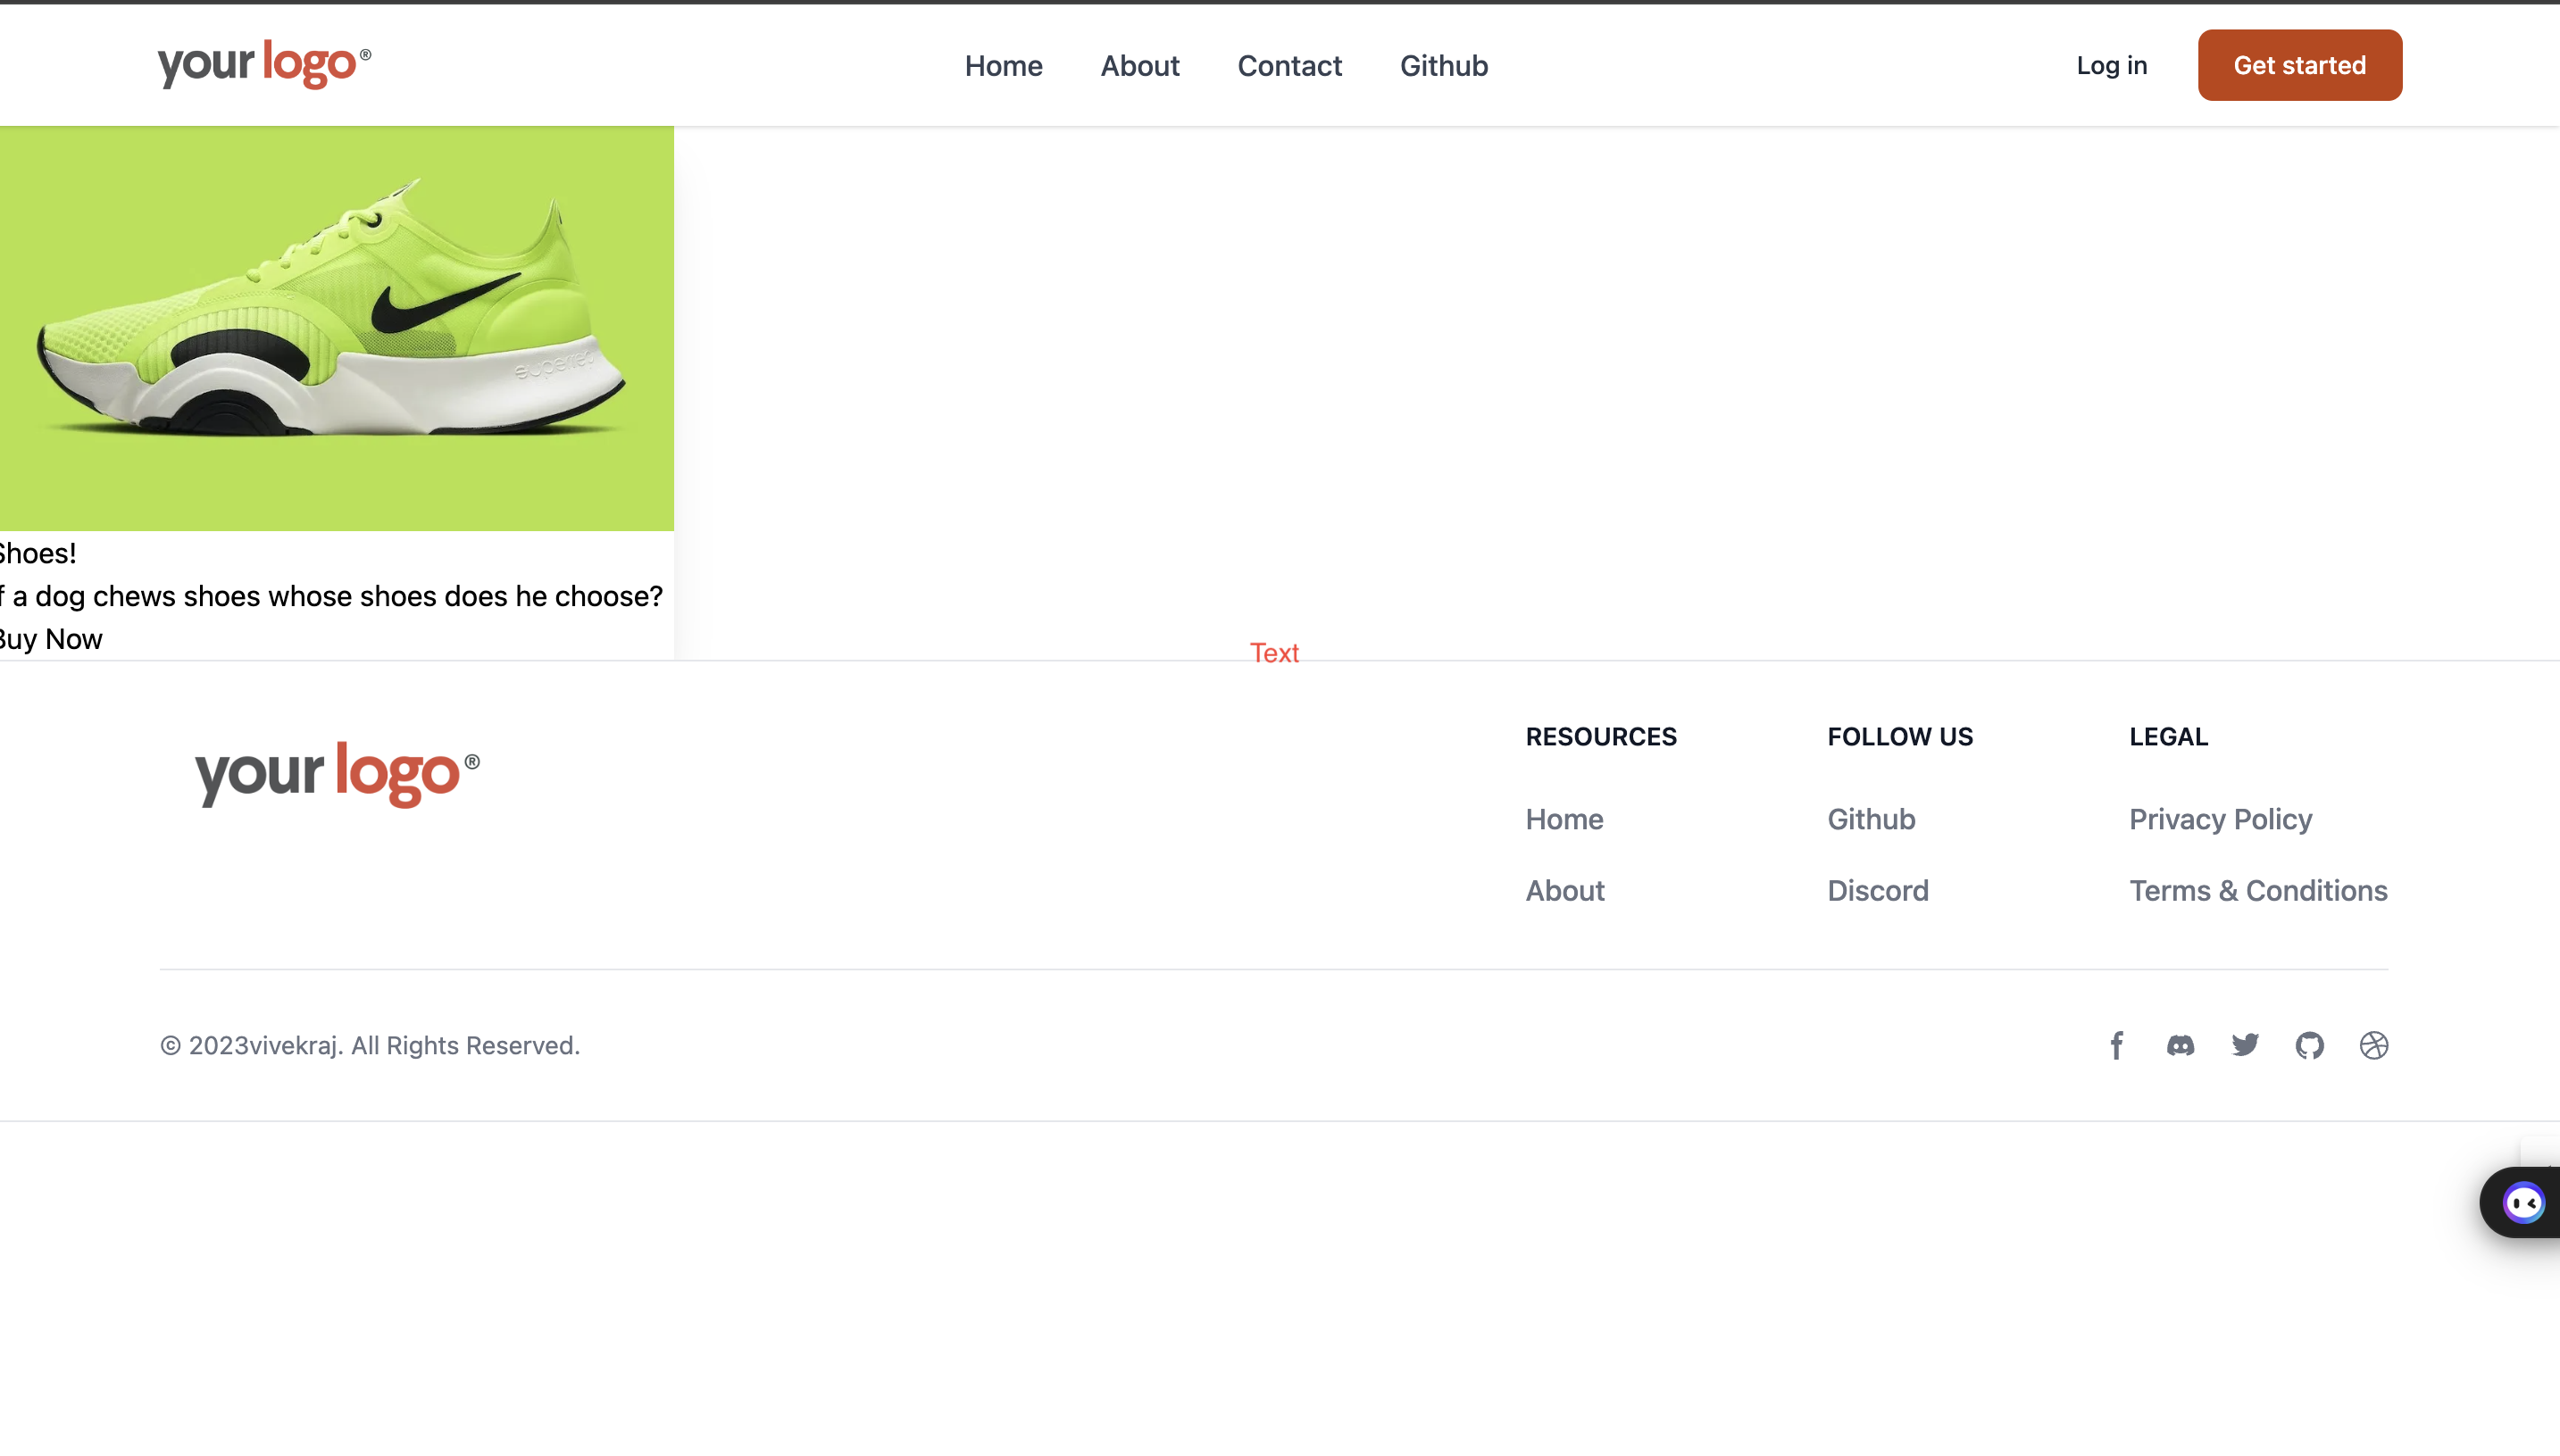 your logo®
Home About Contact Github
Log in Get started
superrep
Shoes!
f a dog chews shoes whose shoes does he choose?
Buy Now
Text
your logo®
RESOURCES FOLLOW US LEGAL
Home Github Privacy Policy
About Discord Terms & Conditions
© 2023vivekraj. All Rights Reserved.